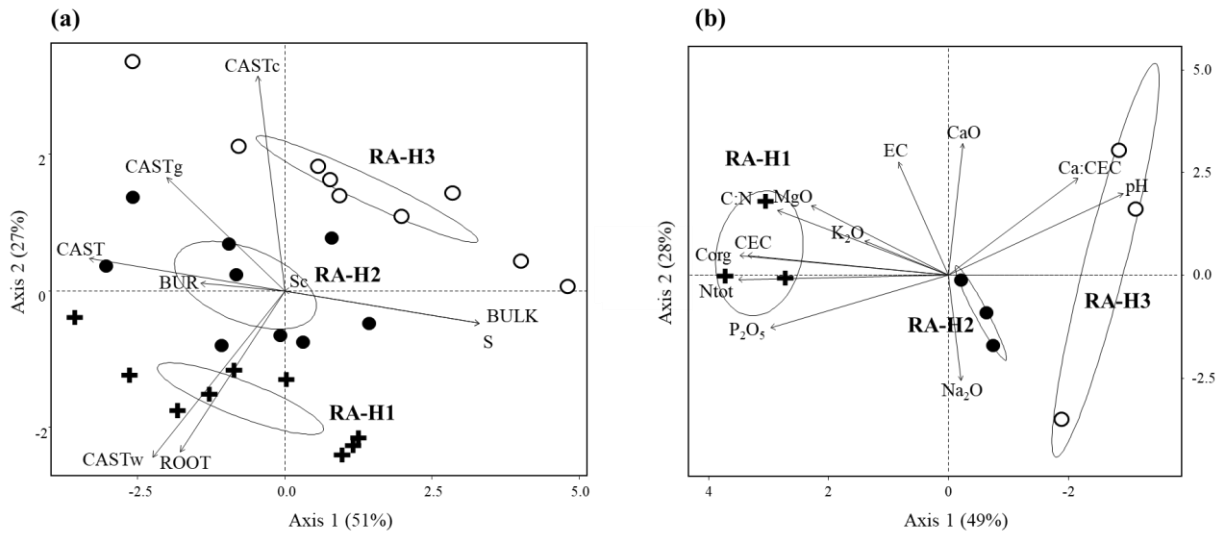 (a)
CASTc
2
RA-H3
CASTg
CAST
RA-H2
BUR
Sc
0
BULK
S
RA-H1
-2
CASTw
ROOT
-2.5
0.0
2.5
5.0
Axis 1 (51%)
Axis 2 (27%)
(b)
5.0
CaO
EC
RA-H1
Ca:CEC
pH
C:N
MgO
2.5
K₂O
CEC
Corg
0.0
Ntot
RA-H3
RA-H2
P₂O₅
-2.5
Na₂O
4
2
0
-2
Axis 1 (49%)
Axis 2 (28%)